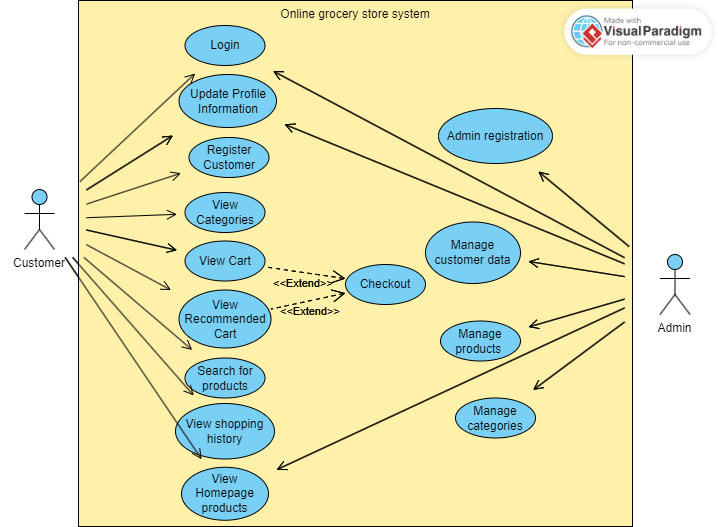 Online grocery store system
Made with
VisualParadigm
For non-commercial use
Login
Update Profile
Information
Register
Customer
View
Categories
View Cart
View
Recommended
Cart
Search for
products
View shopping
history
View
Homepage
products
<<Extend>>
<<Extend>>
Checkout
Admin registration
Manage
customer data
Manage
products
Manage
categories
Customer
Admin